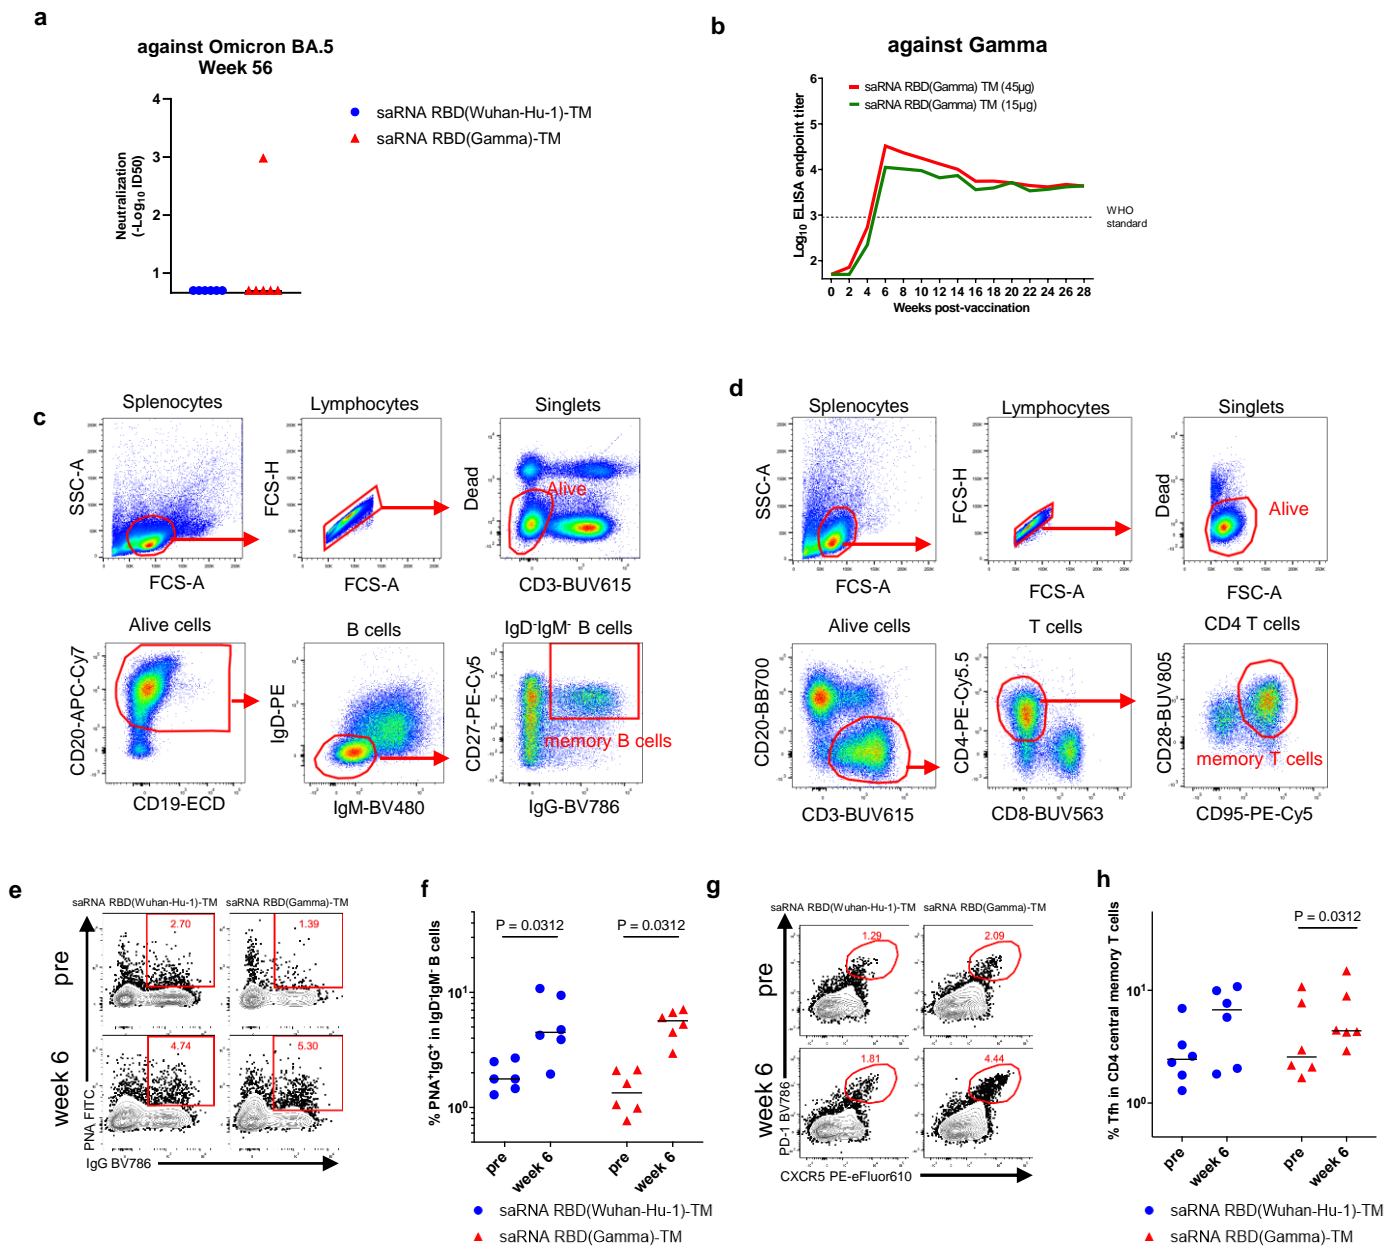 a
against Omicron BA.5
Week 56
4
3
2
1
Neutralization
(-Log10 ID50)
saRNA RBD(Wuhan-Hu-1)-TM
saRNA RBD(Gamma)-TM
b
against Gamma
saRNA RBD(Gamma) TM (45µg)
saRNA RBD(Gamma) TM (15µg)
6
5
4
3
2
Log10 ELISA endpoint titer
WHO
standard
0 2 4 6 8 10 12 14 16 18 20 22 24 26 28
Weeks post-vaccination
c
Splenocytes
Lymphocytes
Singlets
SSC-A
FCS-A
FCS-H
FCS-A
Dead
Alive
CD3-BUV615
Alive cells
B cells
IgD-IgM- B cells
CD20-APC-Cy7
CD19-ECD
IgD-PE
IgM-BV480
CD27-PE-Cy5
memory B cells
IgG-BV786
d
Splenocytes
Lymphocytes
Singlets
SSC-A
FCS-A
FCS-H
FCS-A
Dead
Alive
FSC-A
Alive cells
T cells
CD4 T cells
CD20-BB700
CD3-BUV615
CD4-PE-Cy5.5
CD8-BUV563
CD28-BUV805
memory T cells
CD95-PE-Cy5
e
saRNA RBD(Wuhan-Hu-1)-TM
saRNA RBD(Gamma)-TM
pre
2.70
1.39
week 6
4.74
5.30
PNA FITC
IgG BV786
f
P = 0.0312
P = 0.0312
10¹
10⁰
% PNA+IgG+ in IgD-IgM- B cells
pre
week 6
pre
week 6
saRNA RBD(Wuhan-Hu-1)-TM
saRNA RBD(Gamma)-TM
g
saRNA RBD(Wuhan-Hu-1)-TM
saRNA RBD(Gamma)-TM
pre
1.29
2.09
week 6
1.81
4.44
PD-1 BV786
CXCR5 PE-eFluor610
h
P = 0.0312
10¹
10⁰
% Tfh in CD4 central memory T cells
pre
week 6
pre
week 6
saRNA RBD(Wuhan-Hu-1)-TM
saRNA RBD(Gamma)-TM